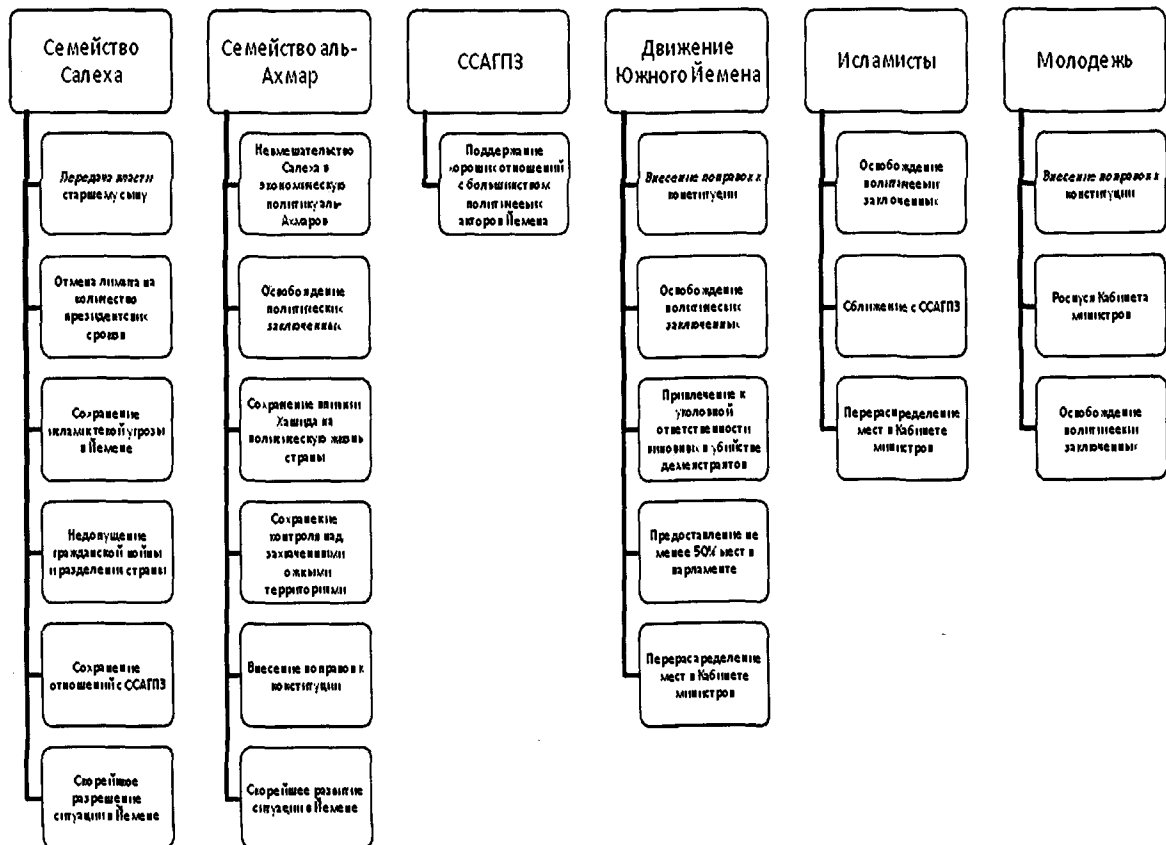 Семейство
Салеха
Передача власти
старшему сыну
Отмена лимита на
количество
президентских
сроков
Сохранение
исламистской угрозы
в Йемене
Недопущение
гражданской войны
и разделения страны
Сохранение
отношений с ССАГПЗ
Скорейшее
разрешение
ситуации в Йемене
Семейство аль-
Ахмар
Невмешательство
Салеха в
экономическую
политику аль-
Ахмаров
Освобождение
политических
заключенных
Сохранение влияния
Хашида на
политическую жизнь
страны
Сохранение
контроля над
захваченными
южными
территориями
Внесение поправок к
конституции
Скорейшее развитие
ситуации в Йемене
ССАГПЗ
Поддержание
хороших отношений
с большинством
политических
акторов Йемена
Движение
Южного Йемена
Внесение поправок к
конституции
Освобождение
политических
заключенных
Привлечение к
уголовной
ответственности
виновных в убийстве
демонстрантов
Предоставление не
менее 50% мест в
парламенте
Перераспределение
мест в Кабинете
министров
Исламисты
Освобождение
политических
заключенных
Сближение с ССАГПЗ
Перераспределение
мест в Кабинете
министров
Молодежь
Внесение поправок к
конституции
Роспуск Кабинета
министров
Освобождение
политических
заключенных